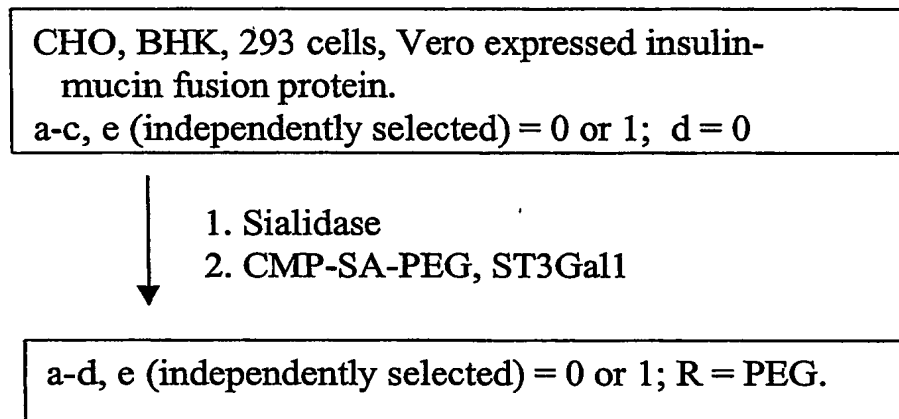 CHO, BHK, 293 cells, Vero expressed insulin-
mucin fusion protein.
a-c, e (independently selected) = 0 or 1; d = 0
1. Sialidase
2. CMP-SA-PEG, ST3Gal1
a-d, e (independently selected) = 0 or 1; R = PEG.